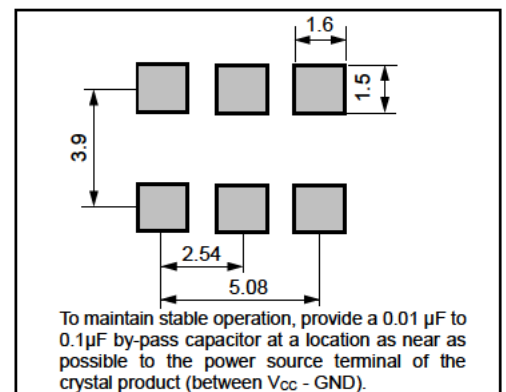 1.6
1.5
3.9
2.54
5.08
To maintain stable operation, provide a 0.01 µF to
0.1µF by-pass capacitor at a location as near as
possible to the power source terminal of the
crystal product (between VCC - GND).